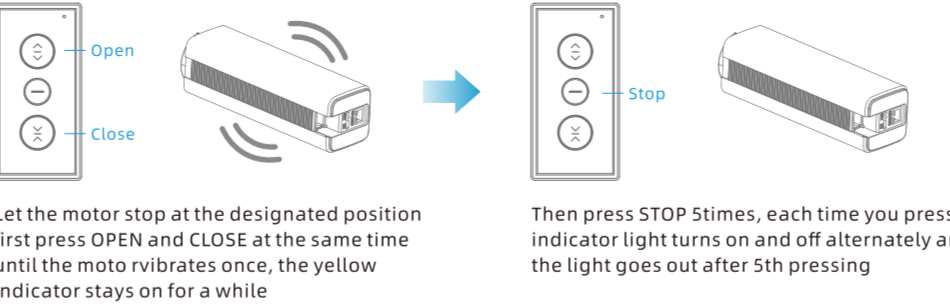 Open
Close
Stop
Let the motor stop at the designated position
first press OPEN and CLOSE at the same time
until the moto rvibrates once, the yellow
indicator stays on for a while
Then press STOP 5times, each time you press
indicator light turns on and off alternately
the light goes out after 5th pressing